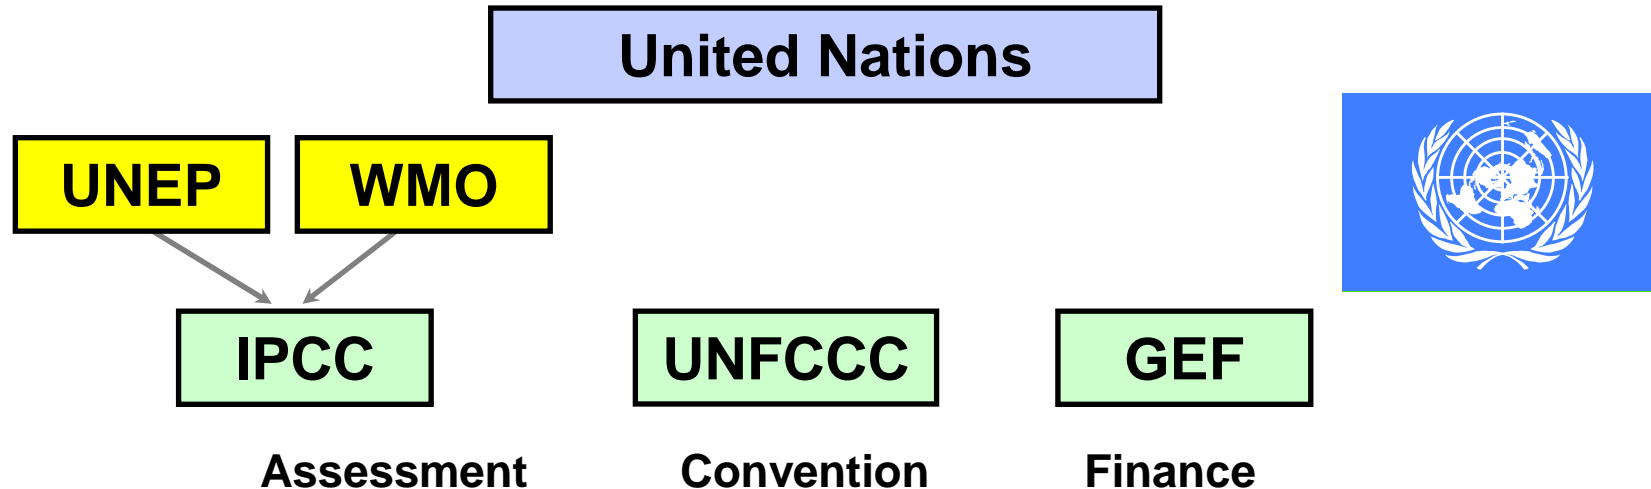 United Nations
UNEP WMO
IPCC UNFCCC GEF
Assessment Convention Finance